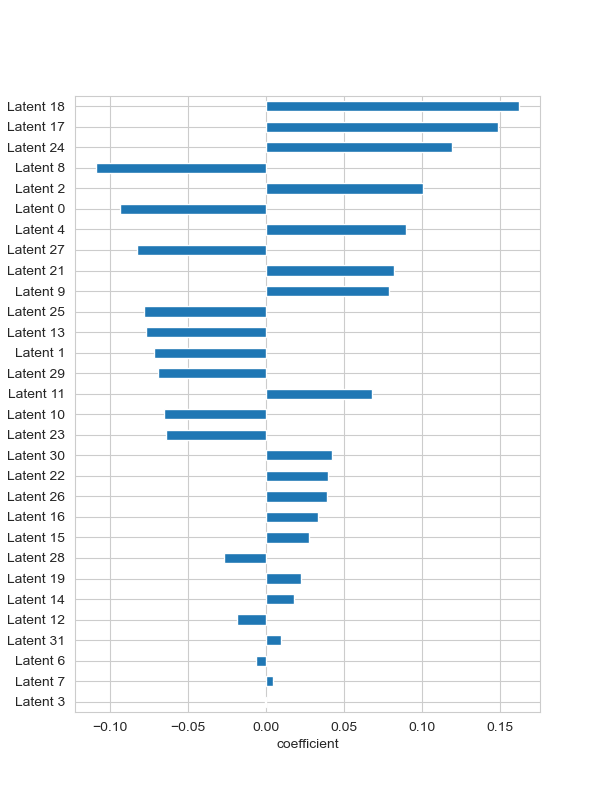 Latent 18
Latent 17
Latent 24
Latent 8
Latent 2
Latent 0
Latent 4
Latent 27
Latent 21
Latent 9
Latent 25
Latent 13
Latent 1
Latent 29
Latent 11
Latent 10
Latent 23
Latent 30
Latent 22
Latent 26
Latent 16
Latent 15
Latent 28
Latent 19
Latent 14
Latent 12
Latent 31
Latent 6
Latent 7
Latent 3
−0.10 −0.05 0.00 0.05 0.10 0.15
coefficient